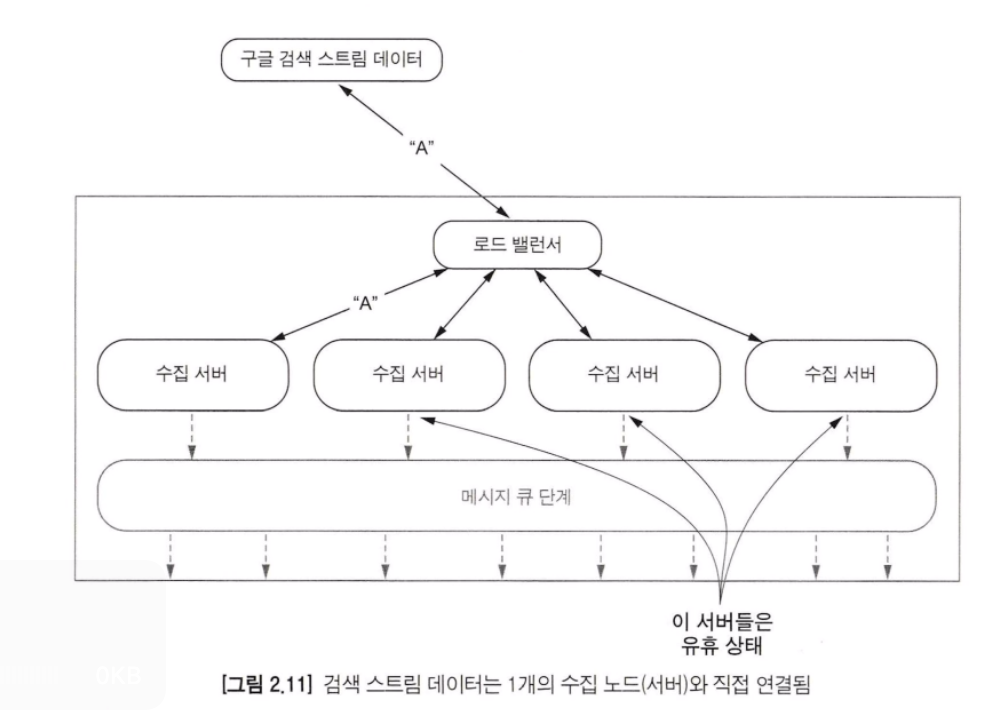 구글 검색 스트림 데이터
“A”
로드 밸런서
“A”
수집 서버
수집 서버
수집 서버
수집 서버
메시지 큐 단계
이 서버들은
유휴 상태
[그림 2.11] 검색 스트림 데이터는 1개의 수집 노드(서버)와 직접 연결됨
0KB